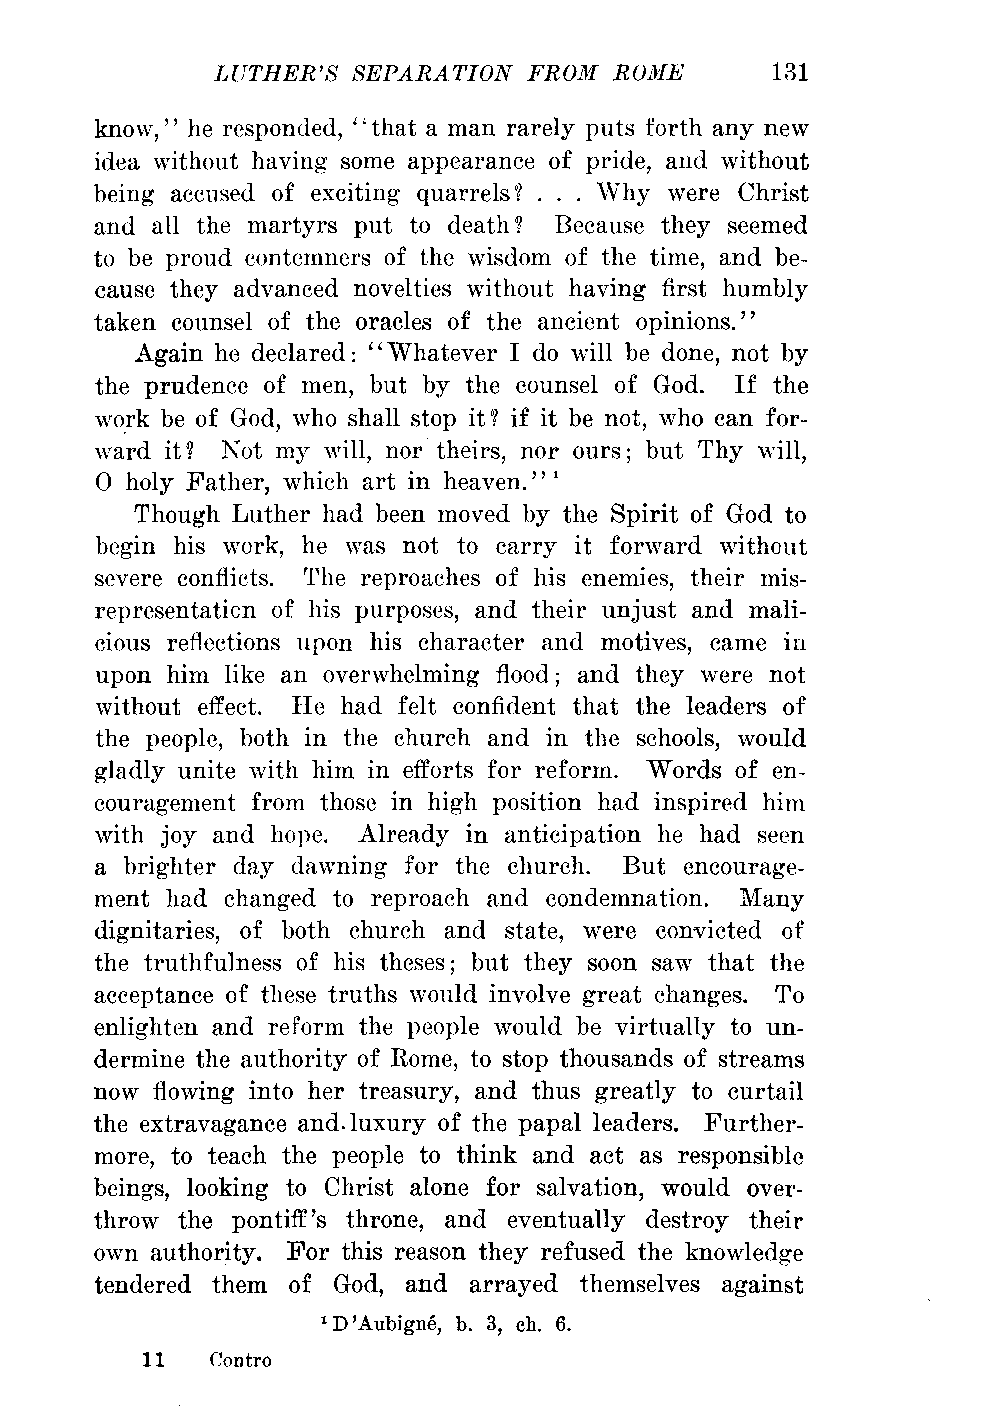 LUTHER'S SEPARATION FROM ROME 131
know,'' he responded, ''that a man rarely puts forth any new
idea without having some appearance of pride, and without
being accused of exciting quarrels? . . . Why were Christ
and all the martyrs put to death? Because they seemed
to be proud contemners of the wisdom of the time, and be-
cause they advanced novelties without having first humbly
taken counsel of the oracles of the ancient opinions.''
Again he declared: ''Whatever I do will be done, not by
the prudence of men, but by the counsel of God. If the
work be of God, who shall stop it? if it be not, who can for-
ward it? Not my will, nor theirs, nor ours; but Thy will,
O holy Father, which art in heaven.''¹
Though Luther had been moved by the Spirit of God to
begin his work, he was not to carry it forward without
severe conflicts. The reproaches of his enemies, their mis-
representation of his purposes, and their unjust and mali-
cious reflections upon his character and motives, came in
upon him like an overwhelming flood; and they were not
without effect. He had felt confident that the leaders of
the people, both in the church and in the schools, would
gladly unite with him in efforts for reform. Words of en-
couragement from those in high position had inspired him
with joy and hope. Already in anticipation he had seen
a brighter day dawning for the church. But encourage-
ment had changed to reproach and condemnation. Many
dignitaries, of both church and state, were convicted of
the truthfulness of his theses; but they soon saw that the
acceptance of these truths would involve great changes. To
enlighten and reform the people would be virtually to un-
dermine the authority of Rome, to stop thousands of streams
now flowing into her treasury, and thus greatly to curtail
the extravagance and luxury of the papal leaders. Further-
more, to teach the people to think and act as responsible
beings, looking to Christ alone for salvation, would over-
throw the pontiff's throne, and eventually destroy their
own authority. For this reason they refused the knowledge
tendered them of God, and arrayed themselves against
¹ D'Aubigné, b. 3, ch. 6.
11 Contro